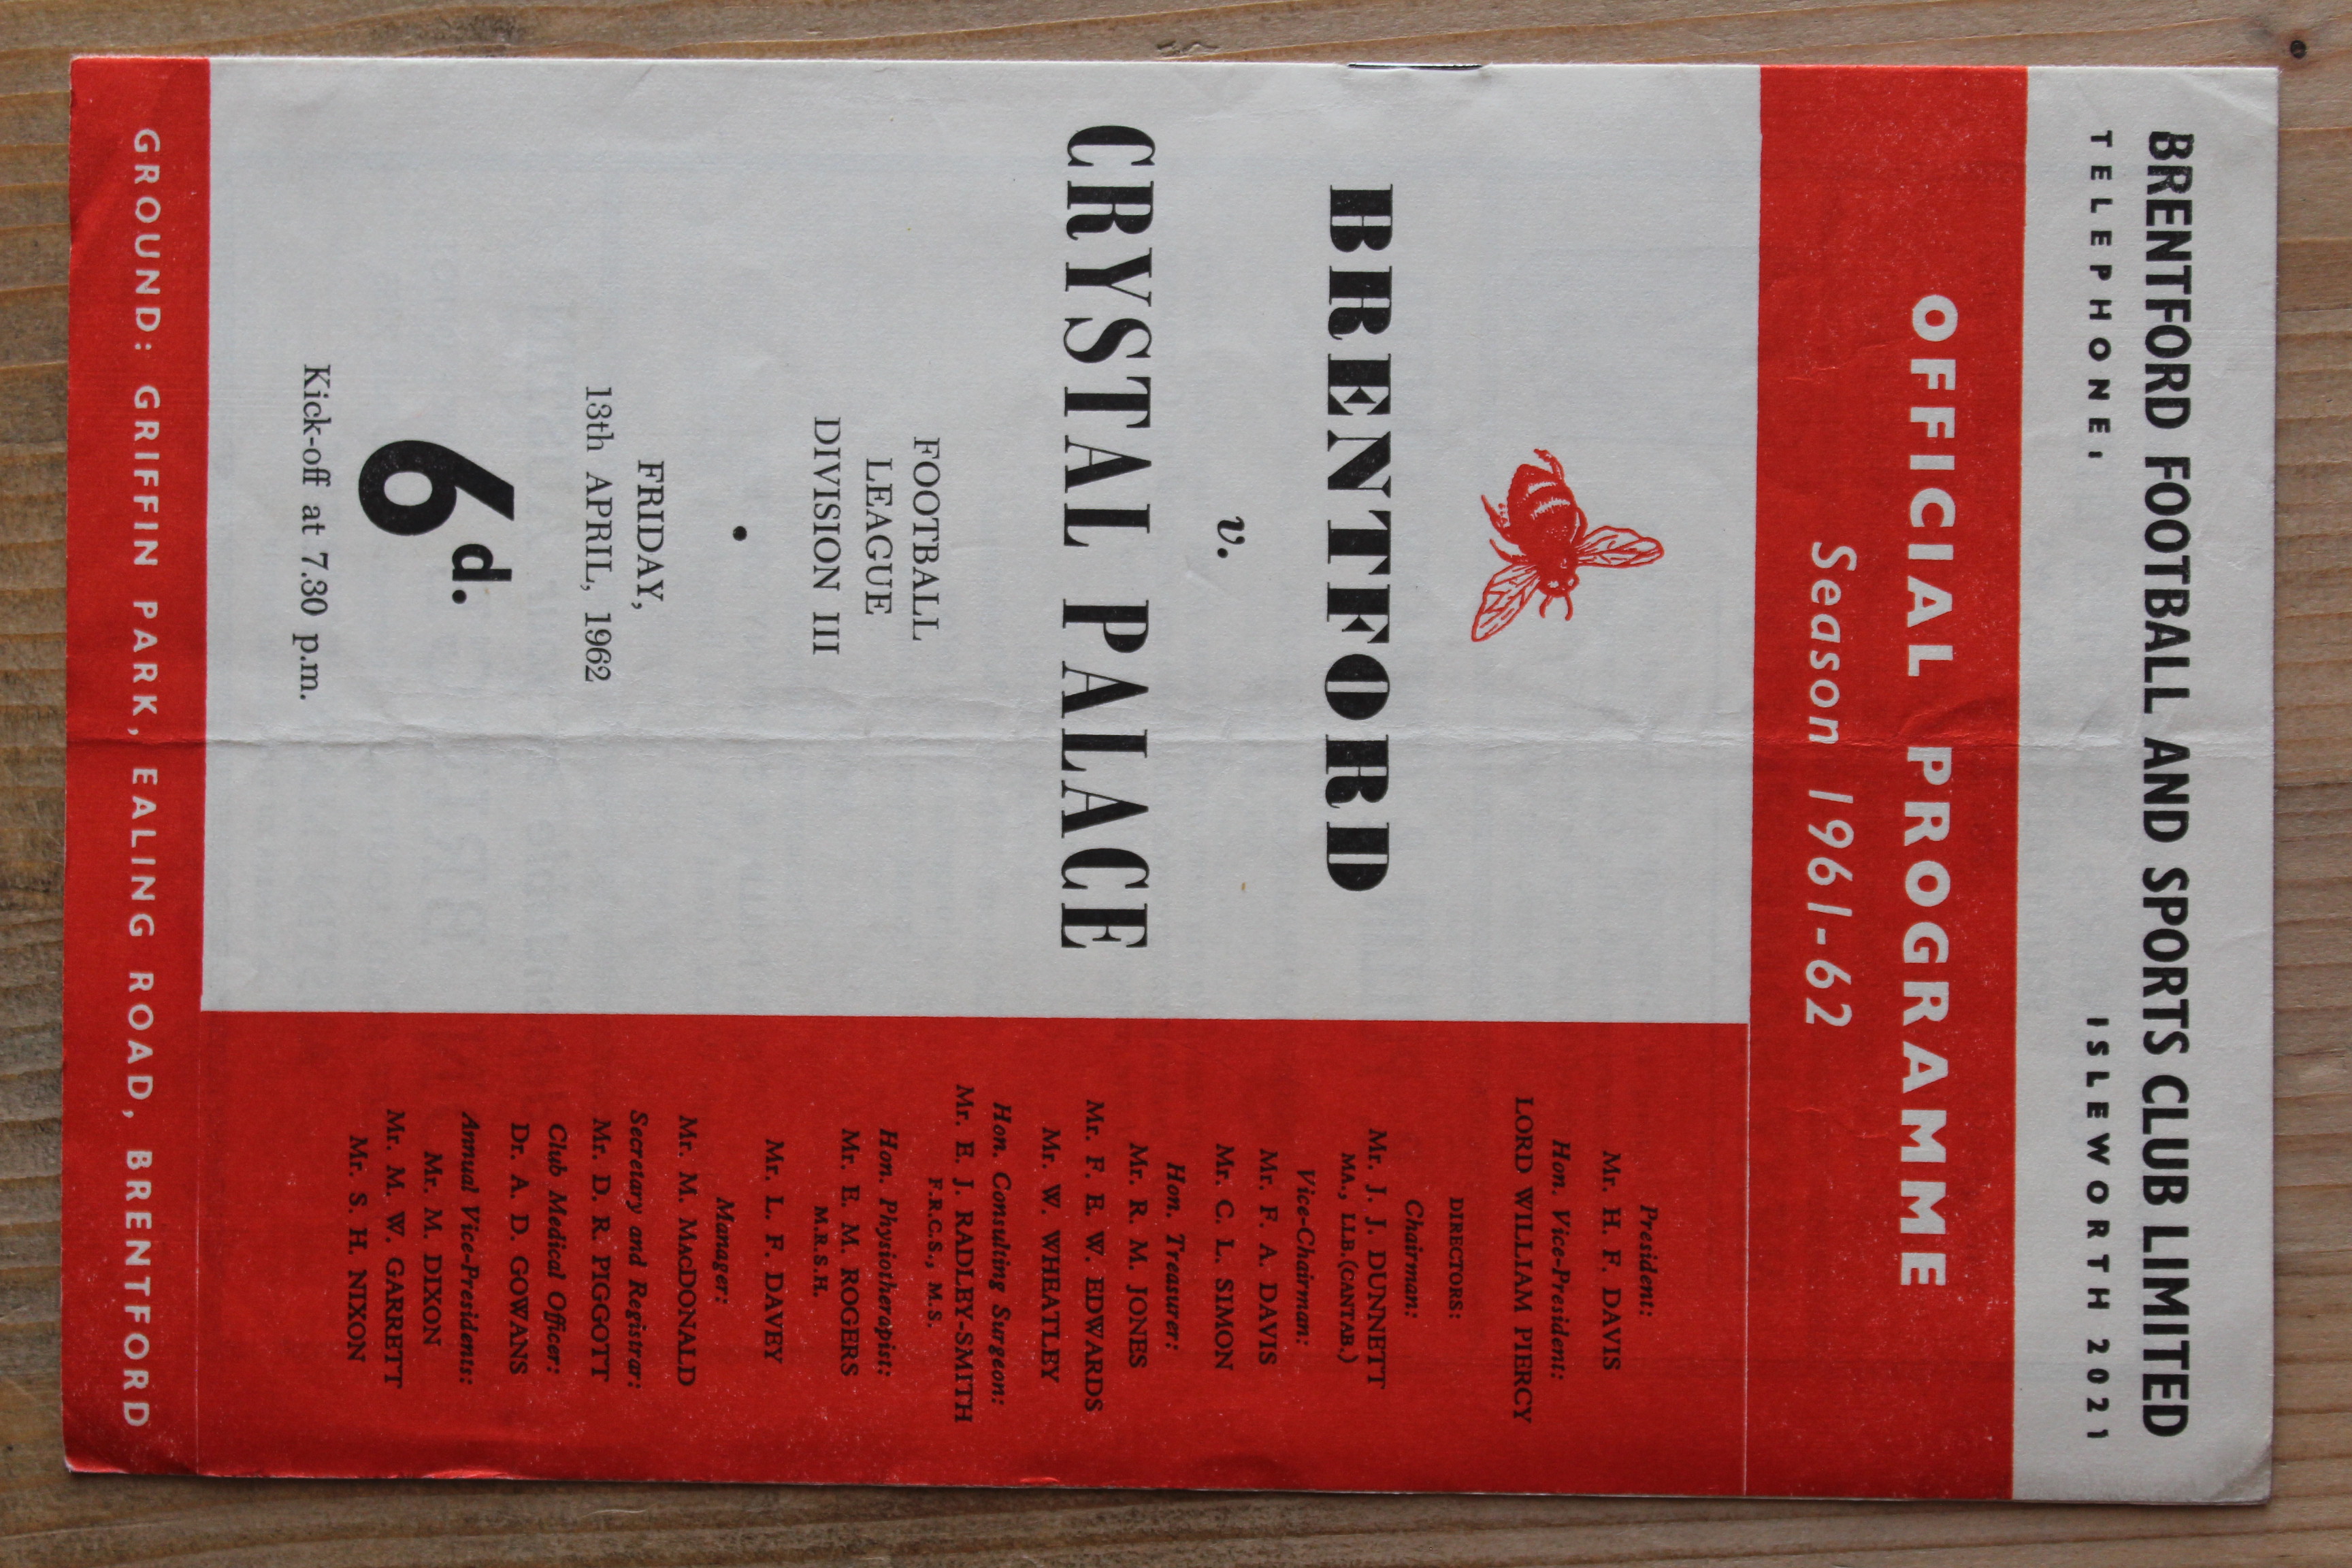 BRENTFORD FOOTBALL AND SPORTS CLUB LIMITED
TELEPHONE: ISLEWORTH 2021
OFFICIAL PROGRAMME
Season 1961-62
BRENTFORD
v.
CRYSTAL PALACE
FOOTBALL
LEAGUE
DIVISION III
FRIDAY,
13th APRIL, 1962
6d.
Kick-off at 7.30 p.m.
President:
Mr. H. F. DAVIS
Hon. Vice-President:
LORD WILLIAM PIERCY
DIRECTORS:
Chairman:
Mr. J. J. DUNNETT
MA., LLB.(CANTAB.)
Vice-Chairman:
Mr. F. A. DAVIS
Mr. C. L. SIMON
Hon. Treasurer:
Mr. R. M. JONES
Mr. F. E. W. EDWARDS
Mr. W. WHEATLEY
Hon. Consulting Surgeon:
Mr. E. J. RADLEY-SMITH
F.R.C.S., M.S.
Hon. Physiotherapist:
Mr. E. M. ROGERS
M.R.S.H.
Mr. L. F. DAVEY
Manager:
Mr. M. MacDONALD
Secretary and Registrar:
Mr. D. R. PIGGOTT
Club Medical Officer:
Dr. A. D. GOWANS
Annual Vice-Presidents:
Mr. M. DIXON
Mr. M. W. GARRETT
Mr. S. H. NIXON
GROUND: GRIFFIN PARK, EALING ROAD, BRENTFORD